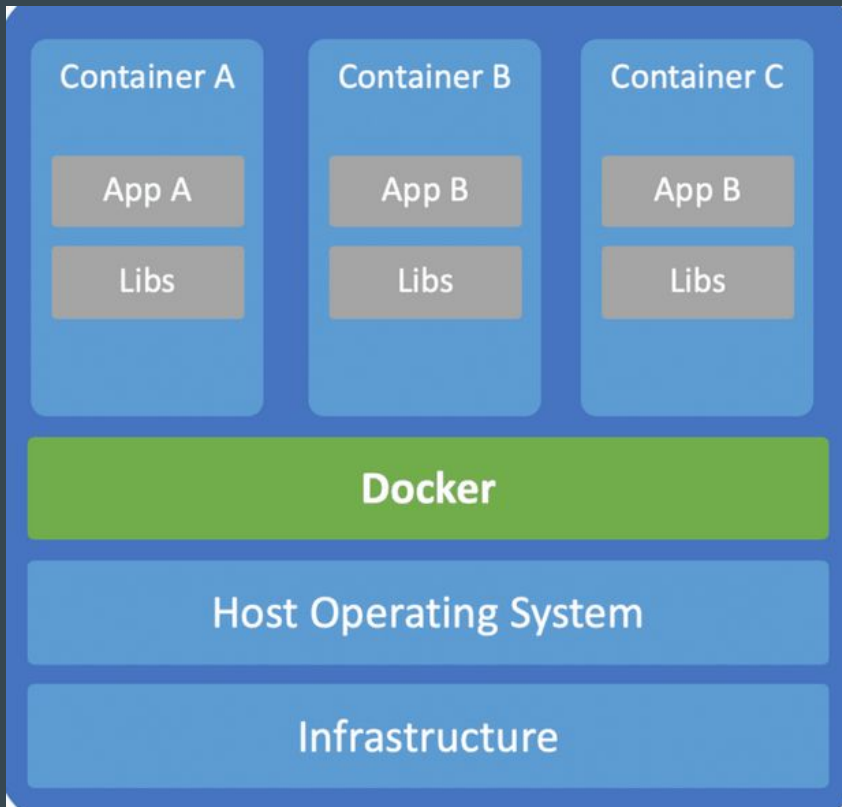 Container A
Container B
Container C
App A
App B
App B
Libs
Libs
Libs
Docker
Host Operating System
Infrastructure